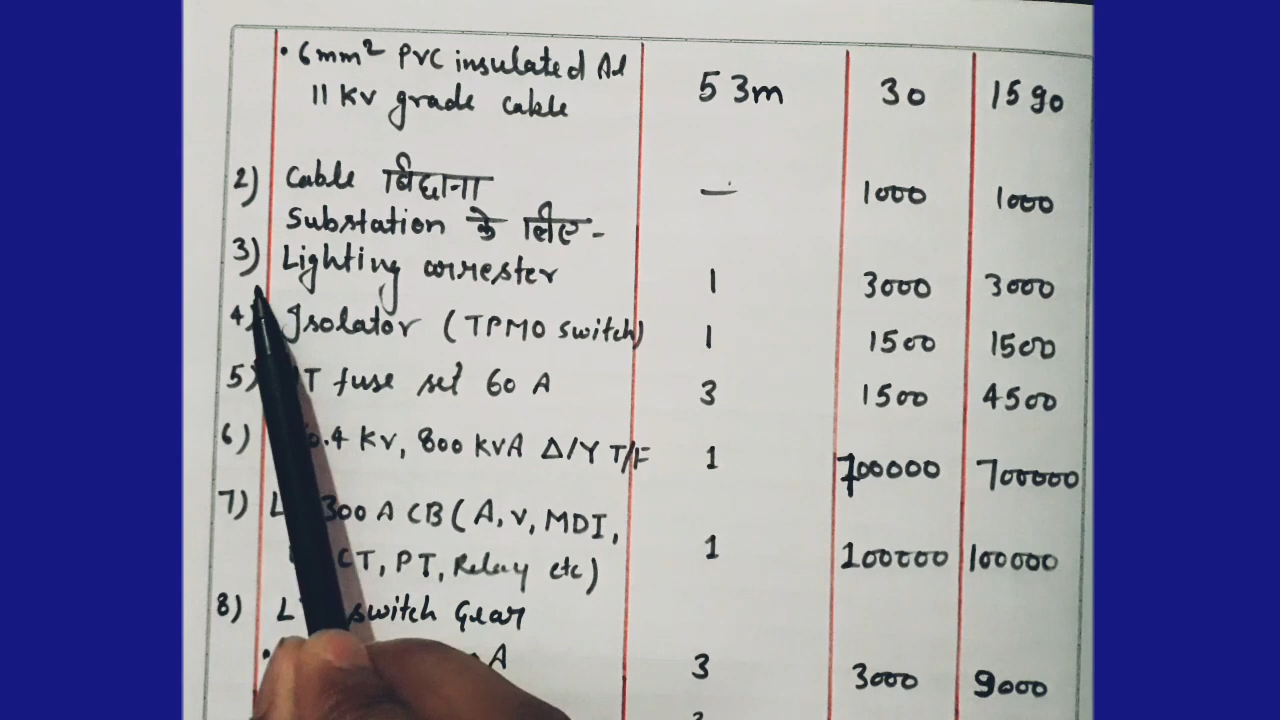 • 6mm² PVC insulated Al 53m 30 1590
11 KV grade cable
2) Cable बिछाना — 1000 1000
Substation के लिए -
3) Lighting arrester 1 3000 3000
4) Isolator (TPMO switch) 1 1500 1500
5) T fuse set 60 A 3 1500 4500
6) 0.4 KV, 800 KVA Δ/Y T/F 1 700000 700000
7) L 300 A CB (A, V, MDI, 1 100000 100000
CT, PT, Relay etc)
8) L switch Gear
• A 3 3000 9000